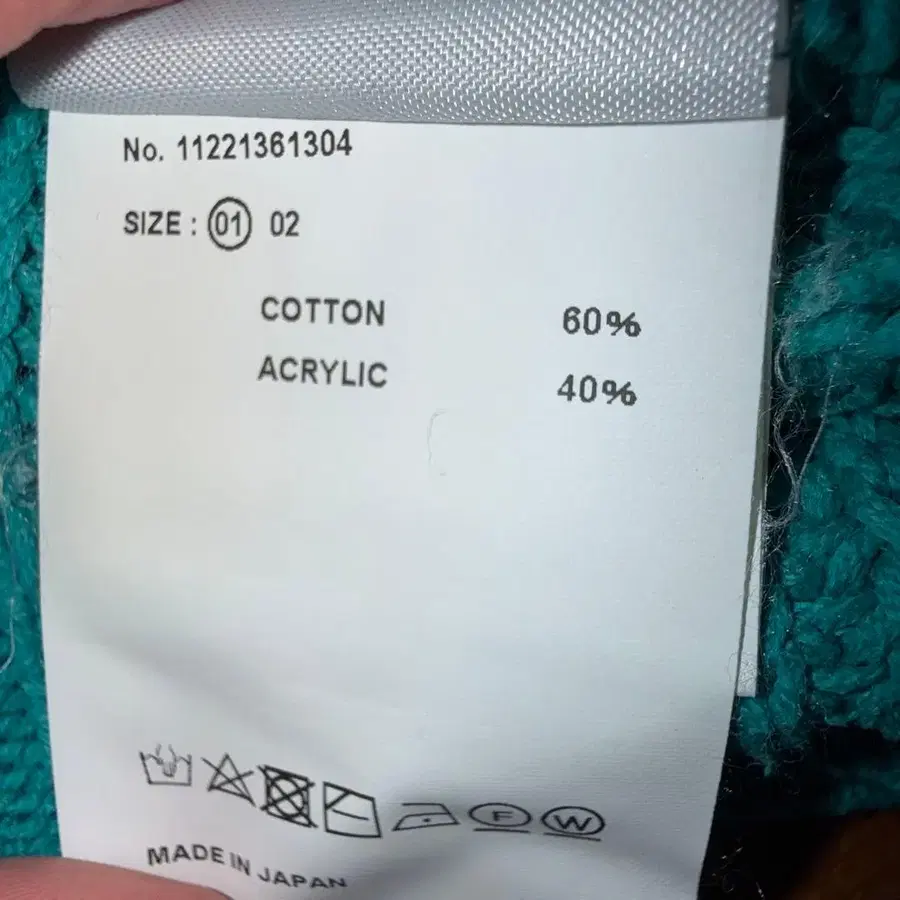 No. 11221361304
SIZE : 01 02
COTTON 60%
ACRYLIC 40%
F W
MADE IN JAPAN